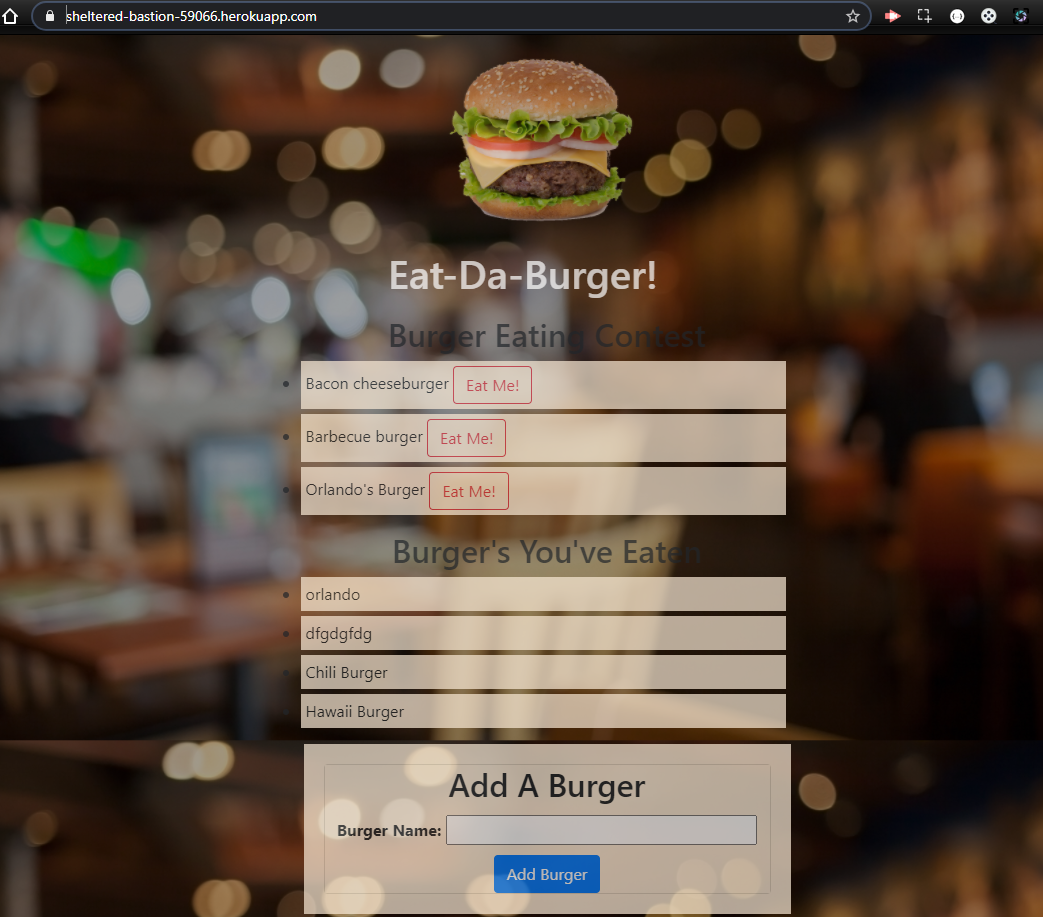 sheltered-bastion-59066.herokuapp.com
Eat-Da-Burger!
Burger Eating Contest
Bacon cheeseburger Eat Me!
Barbecue burger Eat Me!
Orlando's Burger Eat Me!
Burger's You've Eaten
orlando
dfgdgfdg
Chili Burger
Hawaii Burger
Add A Burger
Burger Name:
Add Burger